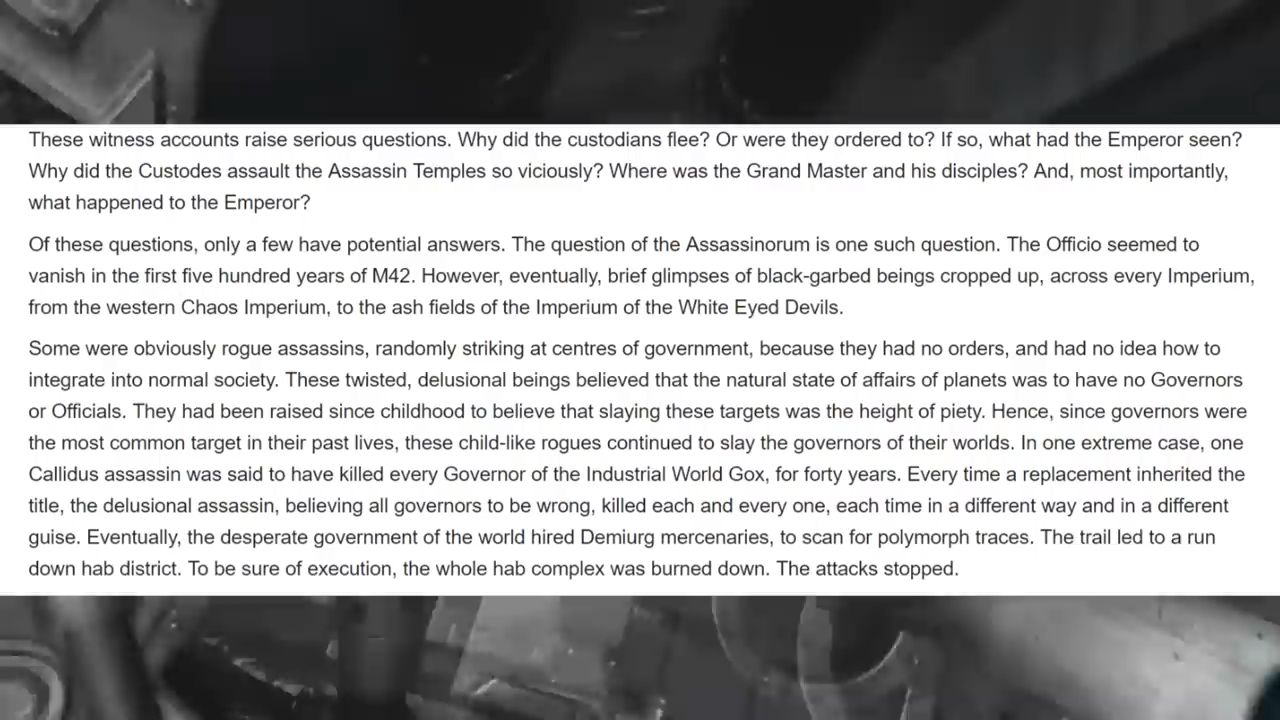 These witness accounts raise serious questions. Why did the custodians flee? Or were they ordered to? If so, what had the Emperor seen?
Why did the Custodes assault the Assassin Temples so viciously? Where was the Grand Master and his disciples? And, most importantly,
what happened to the Emperor?
Of these questions, only a few have potential answers. The question of the Assassinorum is one such question. The Officio seemed to
vanish in the first five hundred years of M42. However, eventually, brief glimpses of black-garbed beings cropped up, across every Imperium,
from the western Chaos Imperium, to the ash fields of the Imperium of the White Eyed Devils.
Some were obviously rogue assassins, randomly striking at centres of government, because they had no orders, and had no idea how to
integrate into normal society. These twisted, delusional beings believed that the natural state of affairs of planets was to have no Governors
or Officials. They had been raised since childhood to believe that slaying these targets was the height of piety. Hence, since governors were
the most common target in their past lives, these child-like rogues continued to slay the governors of their worlds. In one extreme case, one
Callidus assassin was said to have killed every Governor of the Industrial World Gox, for forty years. Every time a replacement inherited the
title, the delusional assassin, believing all governors to be wrong, killed each and every one, each time in a different way and in a different
guise. Eventually, the desperate government of the world hired Demiurg mercenaries, to scan for polymorph traces. The trail led to a run
down hab district. To be sure of execution, the whole hab complex was burned down. The attacks stopped.